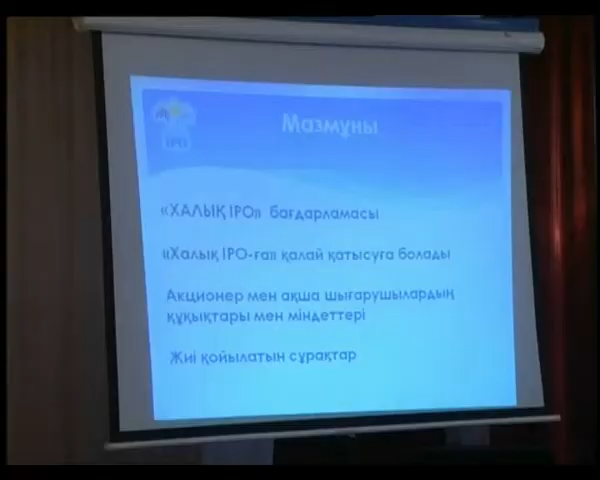 IPO
Мазмұны
«ХАЛЫҚ IPO» бағдарламасы
«Халық IPO-ға» қалай қатысуға болады
Акционер мен ақша шығарушылардың
құқықтары мен міндеттері
Жиі қойылатын сұрақтар